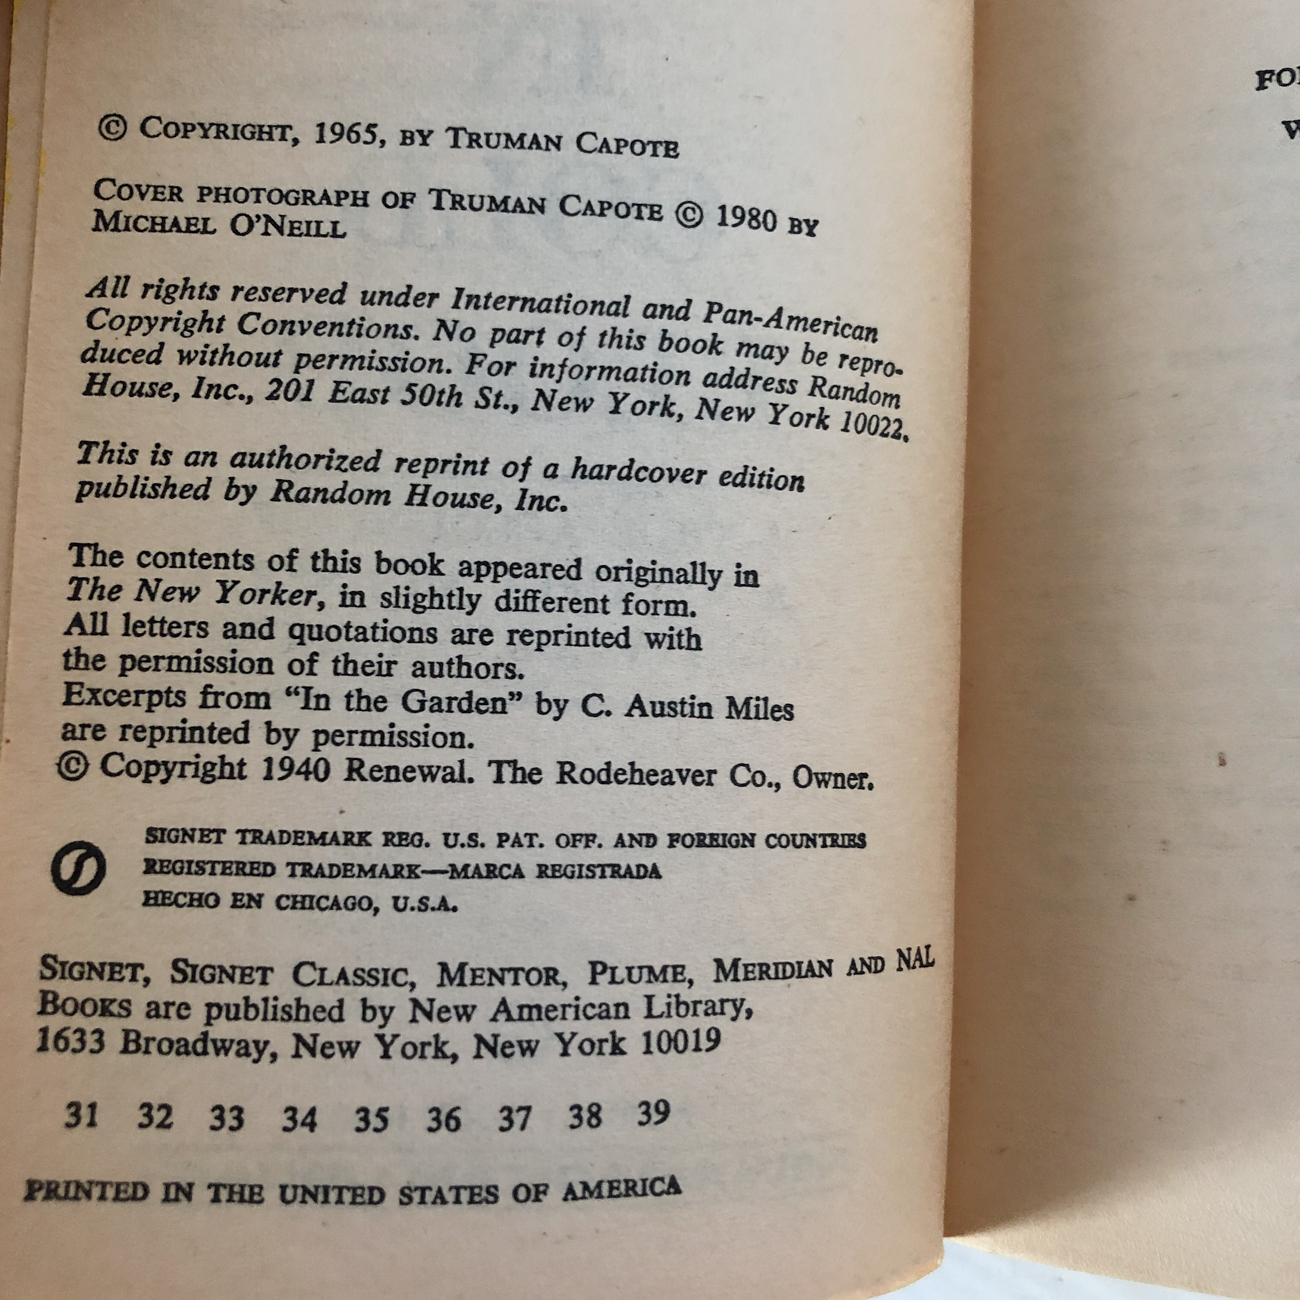 © COPYRIGHT, 1965, BY TRUMAN CAPOTE
COVER PHOTOGRAPH OF TRUMAN CAPOTE © 1980 BY
MICHAEL O'NEILL
All rights reserved under International and Pan-American
Copyright Conventions. No part of this book may be repro-
duced without permission. For information address Random
House, Inc., 201 East 50th St., New York, New York 10022.
This is an authorized reprint of a hardcover edition
published by Random House, Inc.
The contents of this book appeared originally in
The New Yorker, in slightly different form.
All letters and quotations are reprinted with
the permission of their authors.
Excerpts from “In the Garden” by C. Austin Miles
are reprinted by permission.
© Copyright 1940 Renewal. The Rodeheaver Co., Owner.
SIGNET TRADEMARK REG. U.S. PAT. OFF. AND FOREIGN COUNTRIES
REGISTERED TRADEMARK—MARCA REGISTRADA
HECHO EN CHICAGO, U.S.A.
SIGNET, SIGNET CLASSIC, MENTOR, PLUME, MERIDIAN AND NAL
BOOKS are published by New American Library,
1633 Broadway, New York, New York 10019
31 32 33 34 35 36 37 38 39
PRINTED IN THE UNITED STATES OF AMERICA